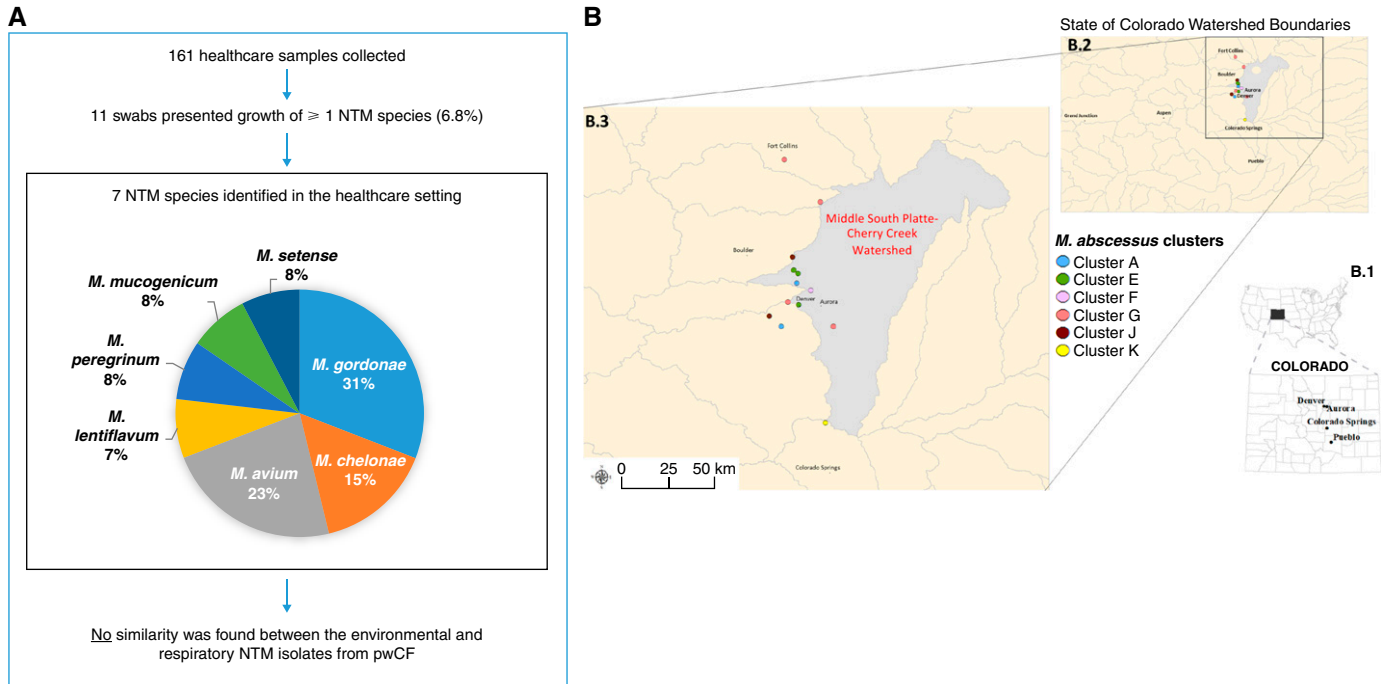 A
161 healthcare samples collected
11 swabs presented growth of ⩾ 1 NTM species (6.8%)
7 NTM species identified in the healthcare setting
M. setense
8%
M. mucogenicum
8%
M.
peregrinum
8%
M.
lentiflavum
7%
M. gordonae
31%
M. avium
23%
M. chelonae
15%
No similarity was found between the environmental and
respiratory NTM isolates from pwCF
B
State of Colorado Watershed Boundaries
B.2
Fort Collins
Boulder
Aurora
Denver
Grand Junction
Aspen
Colorado Springs
Pueblo
B.3
Fort Collins
Middle South Platte-
Cherry Creek
Watershed
Boulder
Denver Aurora
Colorado Springs
0 25 50 km
M. abscessus clusters
Cluster A
Cluster E
Cluster F
Cluster G
Cluster J
Cluster K
B.1
COLORADO
Denver
Aurora
Colorado Springs
Pueblo